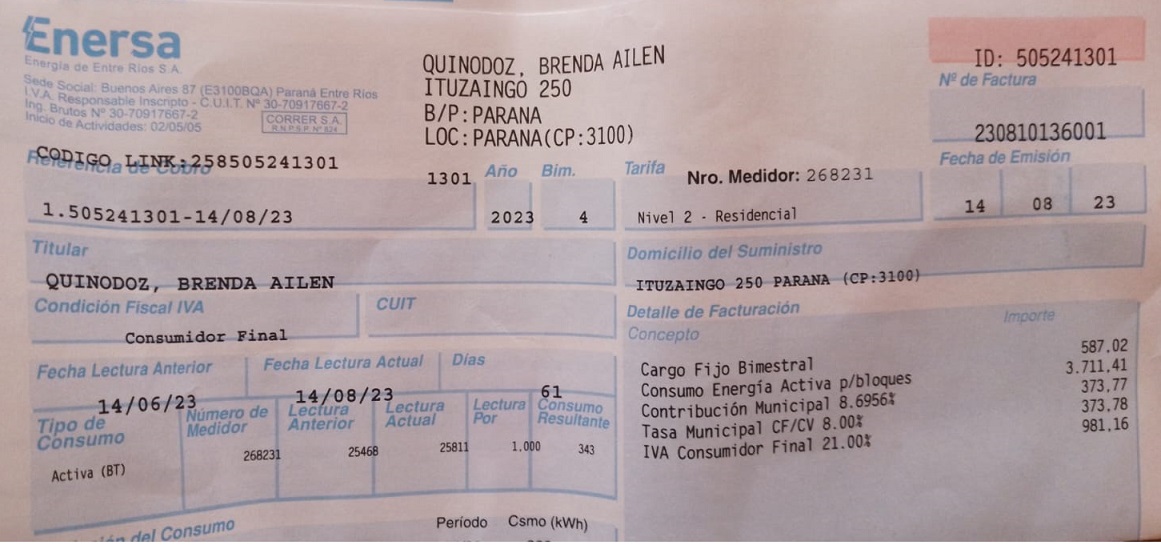 Enersa
Energía de Entre Ríos S.A.
Sede Social: Buenos Aires 87 (E3100BQA) Paraná Entre Ríos
I.V.A. Responsable Inscripto - C.U.I.T. Nº 30-70917667-2
Ing. Brutos Nº 30-70917667-2
Inicio de Actividades: 02/05/05
CORRER S.A.
R.N.P.S.P. Nº 824
QUINODOZ, BRENDA AILEN
ITUZAINGO 250
B/P: PARANA
LOC: PARANA(CP:3100)
ID: 505241301
Nº de Factura
230810136001
CODIGO LINK:258505241301
Referencia de Cobro
1301
Año
Bim.
Tarifa
Nro. Medidor: 268231
Fecha de Emisión
1.505241301-14/08/23
2023
4
Nivel 2 - Residencial
14 08 23
Titular
QUINODOZ, BRENDA AILEN
Domicilio del Suministro
ITUZAINGO 250 PARANA (CP:3100)
Condición Fiscal IVA
CUIT
Consumidor Final
Detalle de Facturación
Concepto
Importe
Cargo Fijo Bimestral 587,02
Consumo Energía Activa p/bloques 3.711,41
Contribución Municipal 8.6956% 373,77
Tasa Municipal CF/CV 8.00% 373,78
IVA Consumidor Final 21.00% 981,16
Fecha Lectura Anterior
Fecha Lectura Actual
Días
14/06/23
14/08/23
61
Tipo de Consumo
Número de Medidor
Lectura Anterior
Lectura Actual
Lectura Por
Consumo Resultante
Activa (BT)
268231
25468
25811
1.000
343
del Consumo
Período
Csmo (kWh)